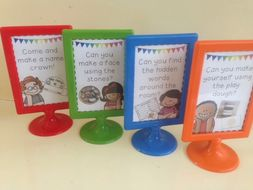 Come and
make a name
crown!
Can you
make a face
using the
stones?
Can you find
the hidden
words
around the
room?
Can you make
yourself using
the play
dough?